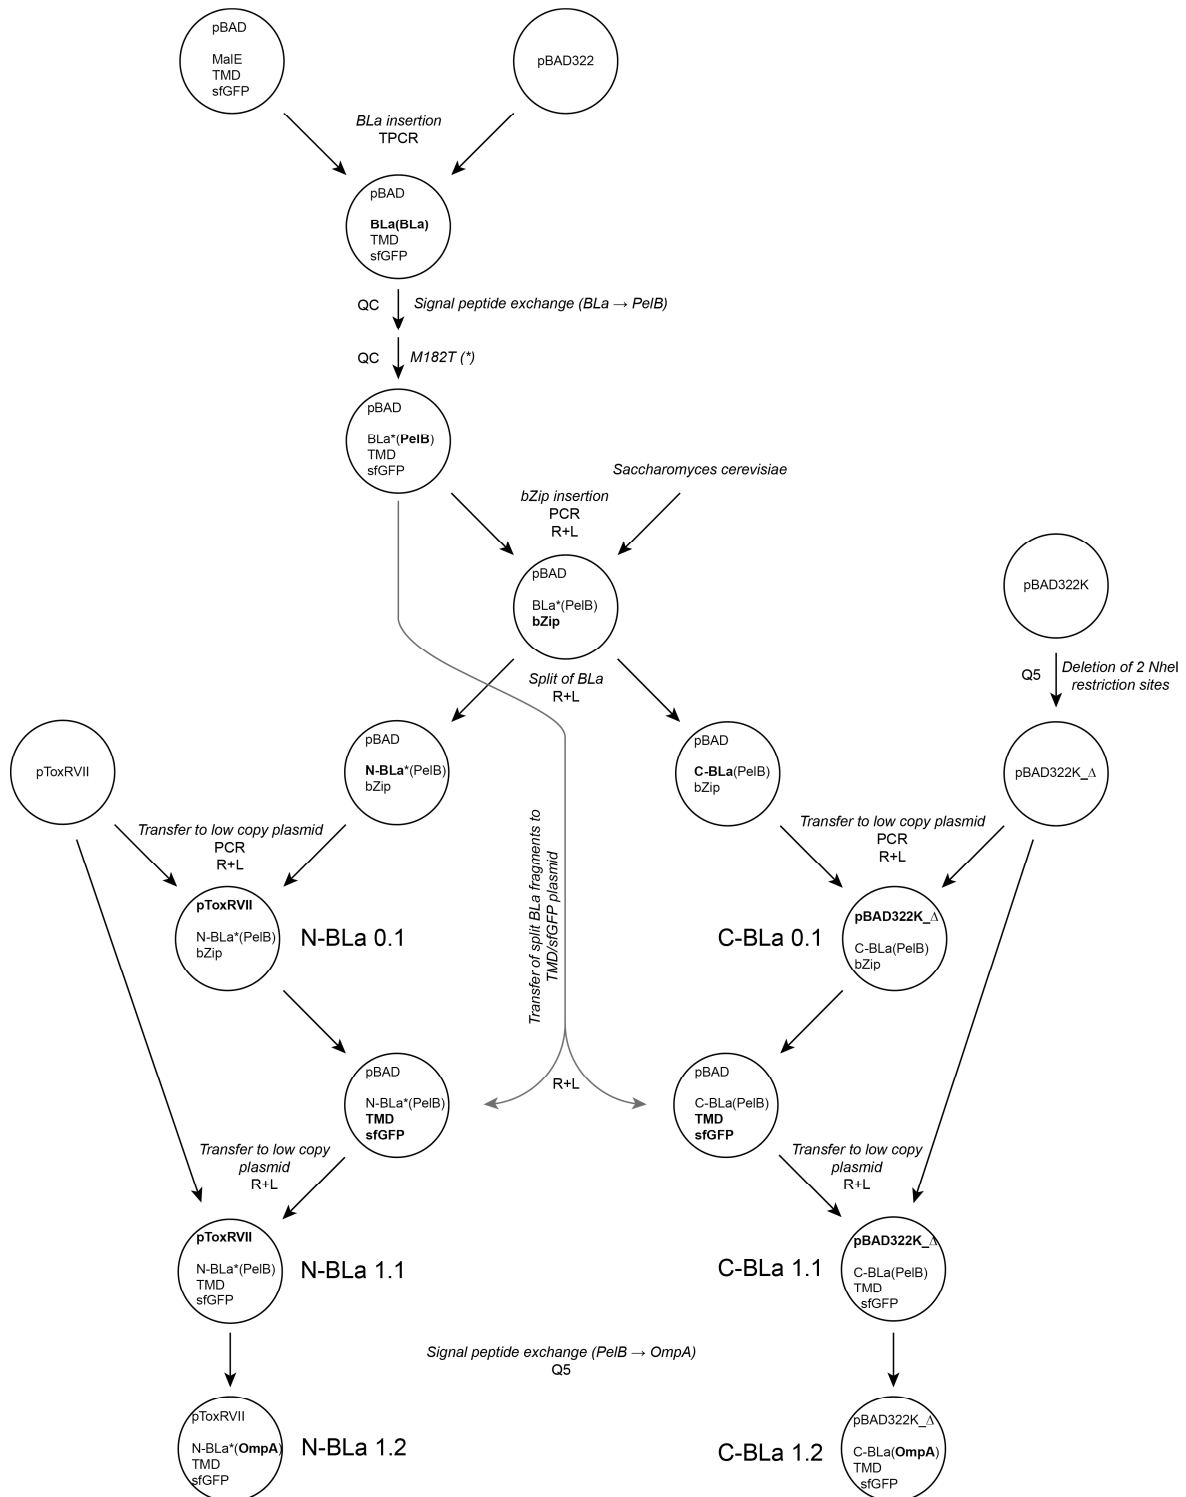 pBAD
MalE
TMD
sfGFP
pBAD322
BLa insertion
TPCR
pBAD
BLa(BLa)
TMD
sfGFP
QC
Signal peptide exchange (BLa → PelB)
QC
M182T (*)
pBAD
BLa*(PelB)
TMD
sfGFP
Saccharomyces cerevisiae
bZip insertion
PCR
R+L
pBAD
BLa*(PelB)
bZip
pBAD322K
Split of BLa
R+L
Q5
Deletion of 2 NheI
restriction sites
pToxRVII
pBAD
N-BLa*(PelB)
bZip
pBAD
C-BLa(PelB)
bZip
pBAD322K_Δ
Transfer to low copy plasmid
PCR
R+L
Transfer of split BLa fragments to
TMD/sfGFP plasmid
Transfer to low copy plasmid
PCR
R+L
pToxRVII
N-BLa*(PelB)
bZip
N-BLa 0.1
C-BLa 0.1
pBAD322K_Δ
C-BLa(PelB)
bZip
pBAD
N-BLa*(PelB)
TMD
sfGFP
R+L
pBAD
C-BLa(PelB)
TMD
sfGFP
Transfer to low copy
plasmid
R+L
Transfer to low copy
plasmid
R+L
pToxRVII
N-BLa*(PelB)
TMD
sfGFP
N-BLa 1.1
C-BLa 1.1
pBAD322K_Δ
C-BLa(PelB)
TMD
sfGFP
Signal peptide exchange (PelB → OmpA)
Q5
pToxRVII
N-BLa*(OmpA)
TMD
sfGFP
N-BLa 1.2
C-BLa 1.2
pBAD322K_Δ
C-BLa(OmpA)
TMD
sfGFP